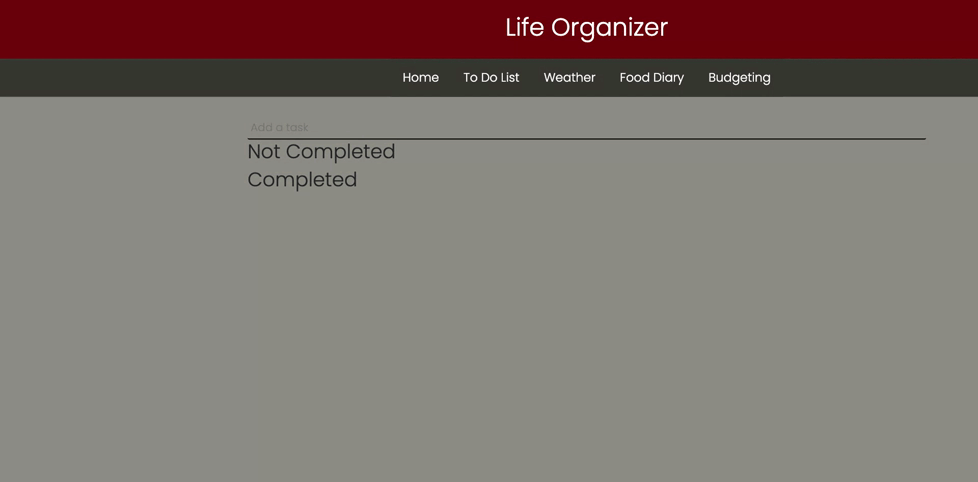 Life Organizer
Home To Do List Weather Food Diary Budgeting
Add a task
Not Completed
Completed